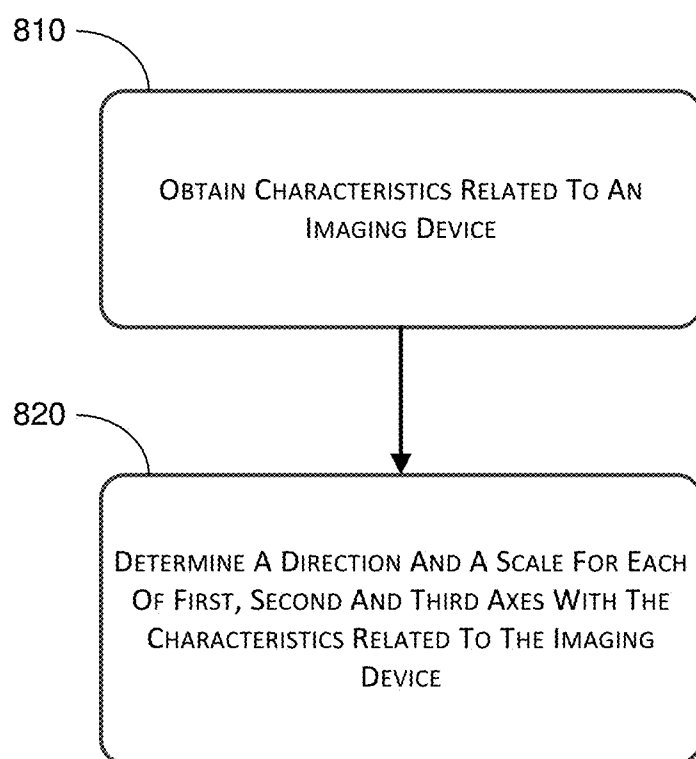 810
OBTAIN CHARACTERISTICS RELATED TO AN
IMAGING DEVICE
820
DETERMINE A DIRECTION AND A SCALE FOR EACH
OF FIRST, SECOND AND THIRD AXES WITH THE
CHARACTERISTICS RELATED TO THE IMAGING
DEVICE